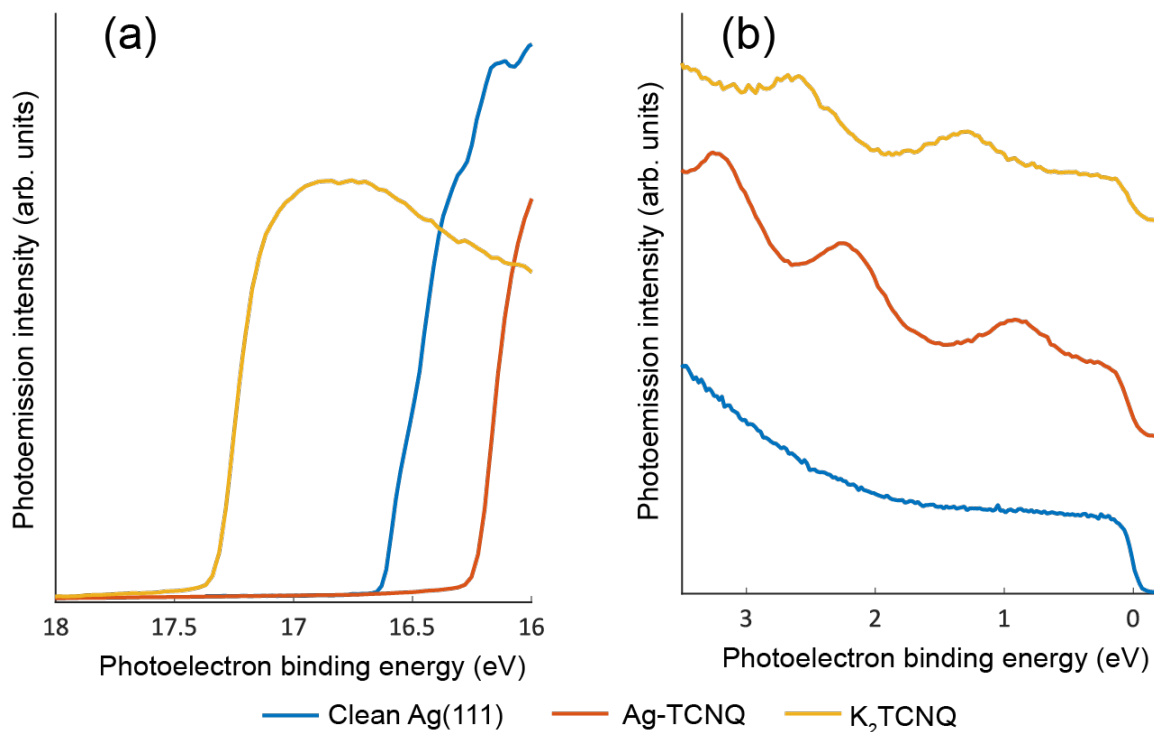 (a)
(b)
Photoemission intensity (arb. units)
Photoemission intensity (arb. units)
18 17.5 17 16.5 16
3 2 1 0
Photoelectron binding energy (eV)
Photoelectron binding energy (eV)
Clean Ag(111) Ag-TCNQ K₂TCNQ